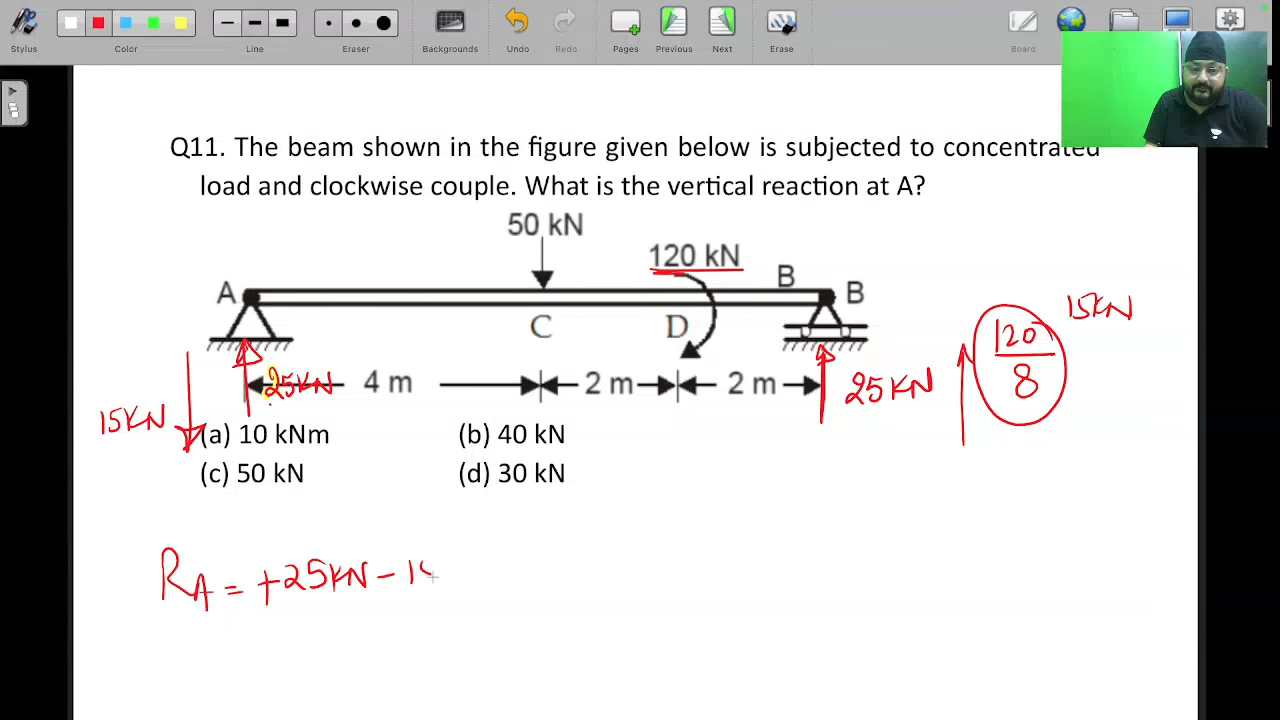 Stylus Color Line Eraser Backgrounds Undo Redo Pages Previous Next Erase Board
Q11. The beam shown in the figure given below is subjected to concentrated
load and clockwise couple. What is the vertical reaction at A?
50 kN
120 kN
B
A
B
15KN
120
8
C
D
25KN
4 m
2 m
2 m
25KN
15KN
(a) 10 kNm (b) 40 kN
(c) 50 kN (d) 30 kN
RA = +25KN - 15